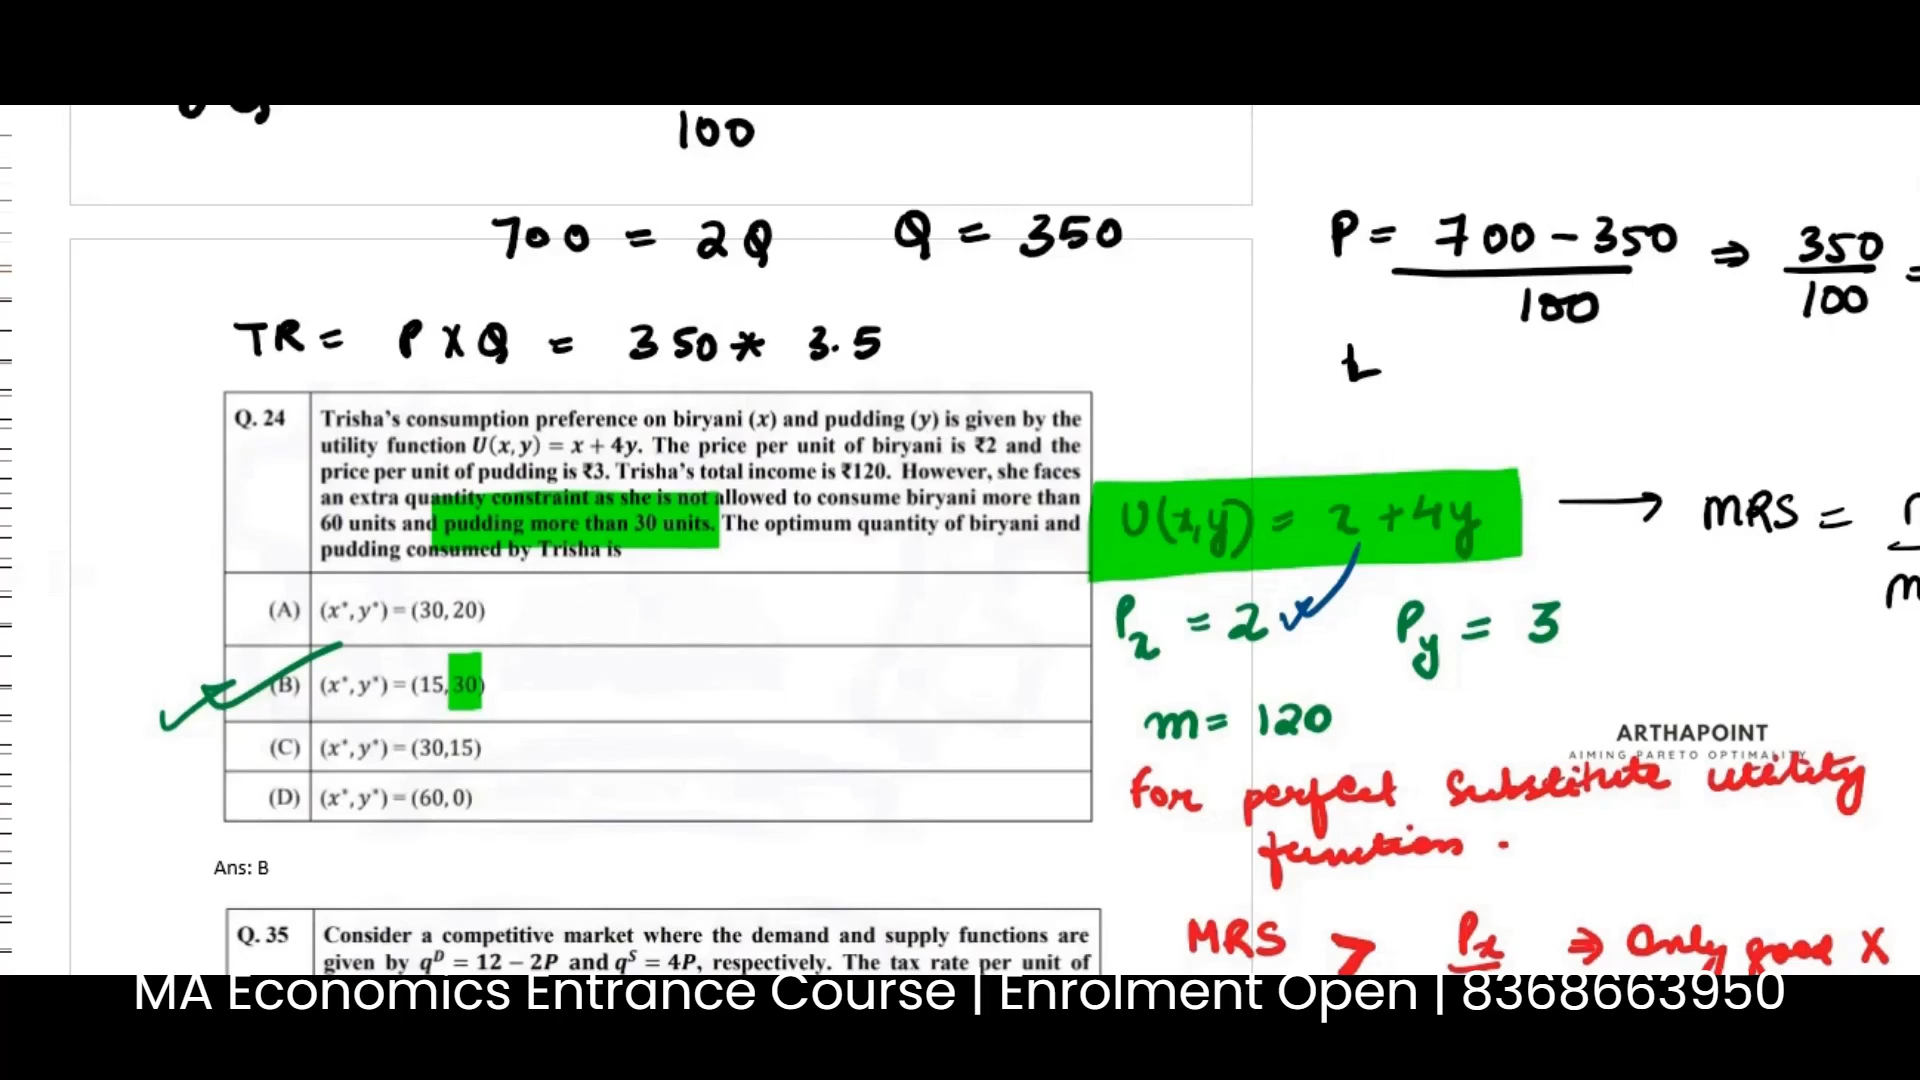 100
700 = 2Q    Q = 350
P = 700 - 350 / 100 ⇒ 350 / 100 =
TR = P X Q = 350 * 3.5
Q. 24 Trisha's consumption preference on biryani (x) and pudding (y) is given by the
utility function U(x, y) = x + 4y. The price per unit of biryani is ₹2 and the
price per unit of pudding is ₹3. Trisha's total income is ₹120. However, she faces
an extra quantity constraint as she is not allowed to consume biryani more than
60 units and pudding more than 30 units. The optimum quantity of biryani and
pudding consumed by Trisha is
(A) (x*, y*) = (30, 20)
(B) (x*, y*) = (15, 30)
(C) (x*, y*) = (30,15)
(D) (x*, y*) = (60, 0)
Ans: B
U(x,y) = x + 4y → MRS =
Px = 2    Py = 3
m = 120
ARTHAPOINT
AIMING PARETO OPTIMALITY
for perfect substitute utility
function .
MRS > Px ⇒ Only good X
Q. 35 Consider a competitive market where the demand and supply functions are
given by qᴰ = 12 − 2P and qˢ = 4P, respectively. The tax rate per unit of
MA Economics Entrance Course | Enrolment Open | 8368663950